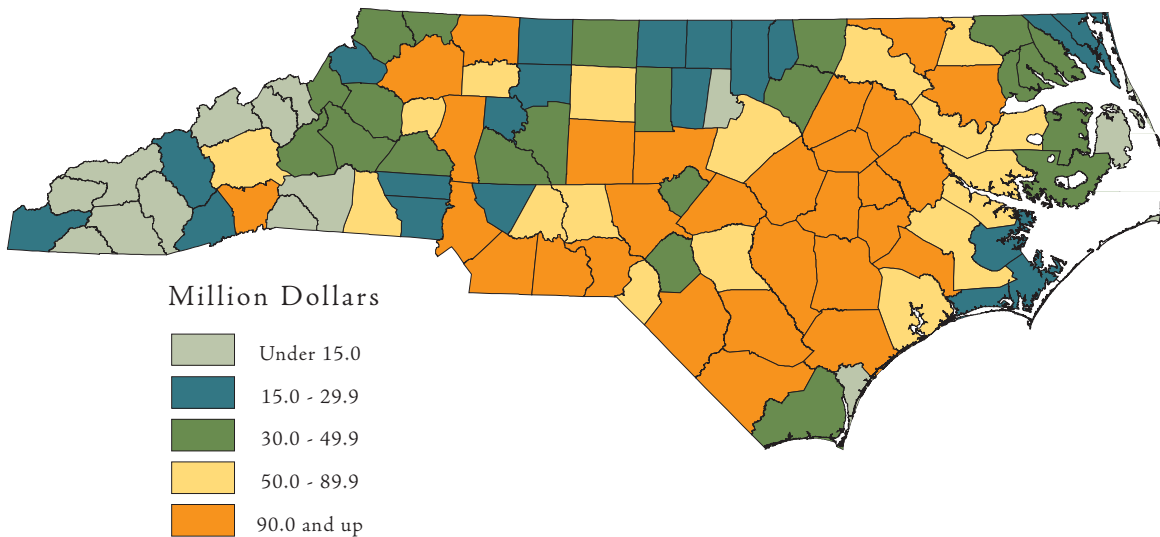 Million Dollars
Under 15.0
15.0 - 29.9
30.0 - 49.9
50.0 - 89.9
90.0 and up